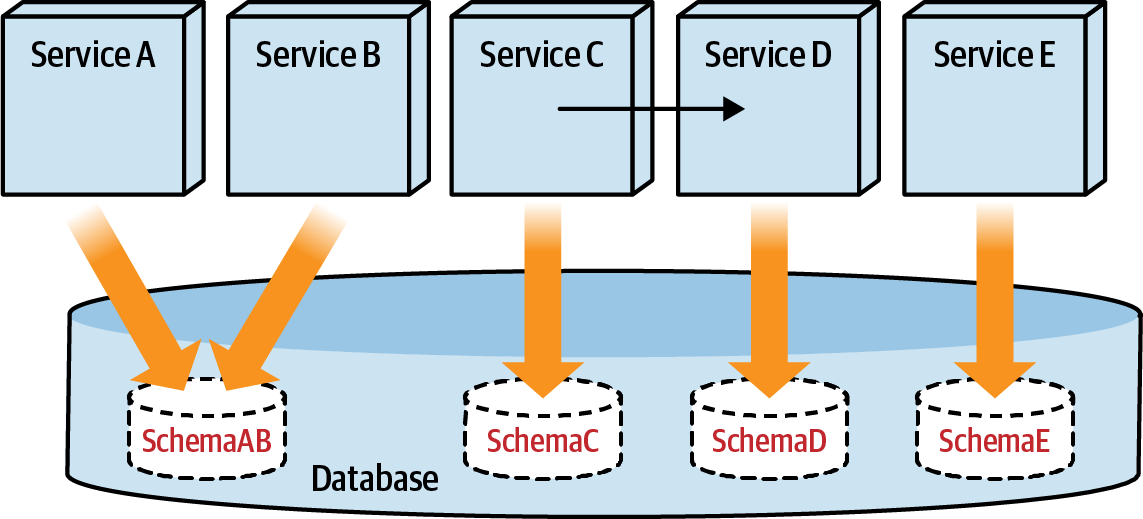 Service A
Service B
Service C
Service D
Service E
SchemaAB
SchemaC
SchemaD
SchemaE
Database